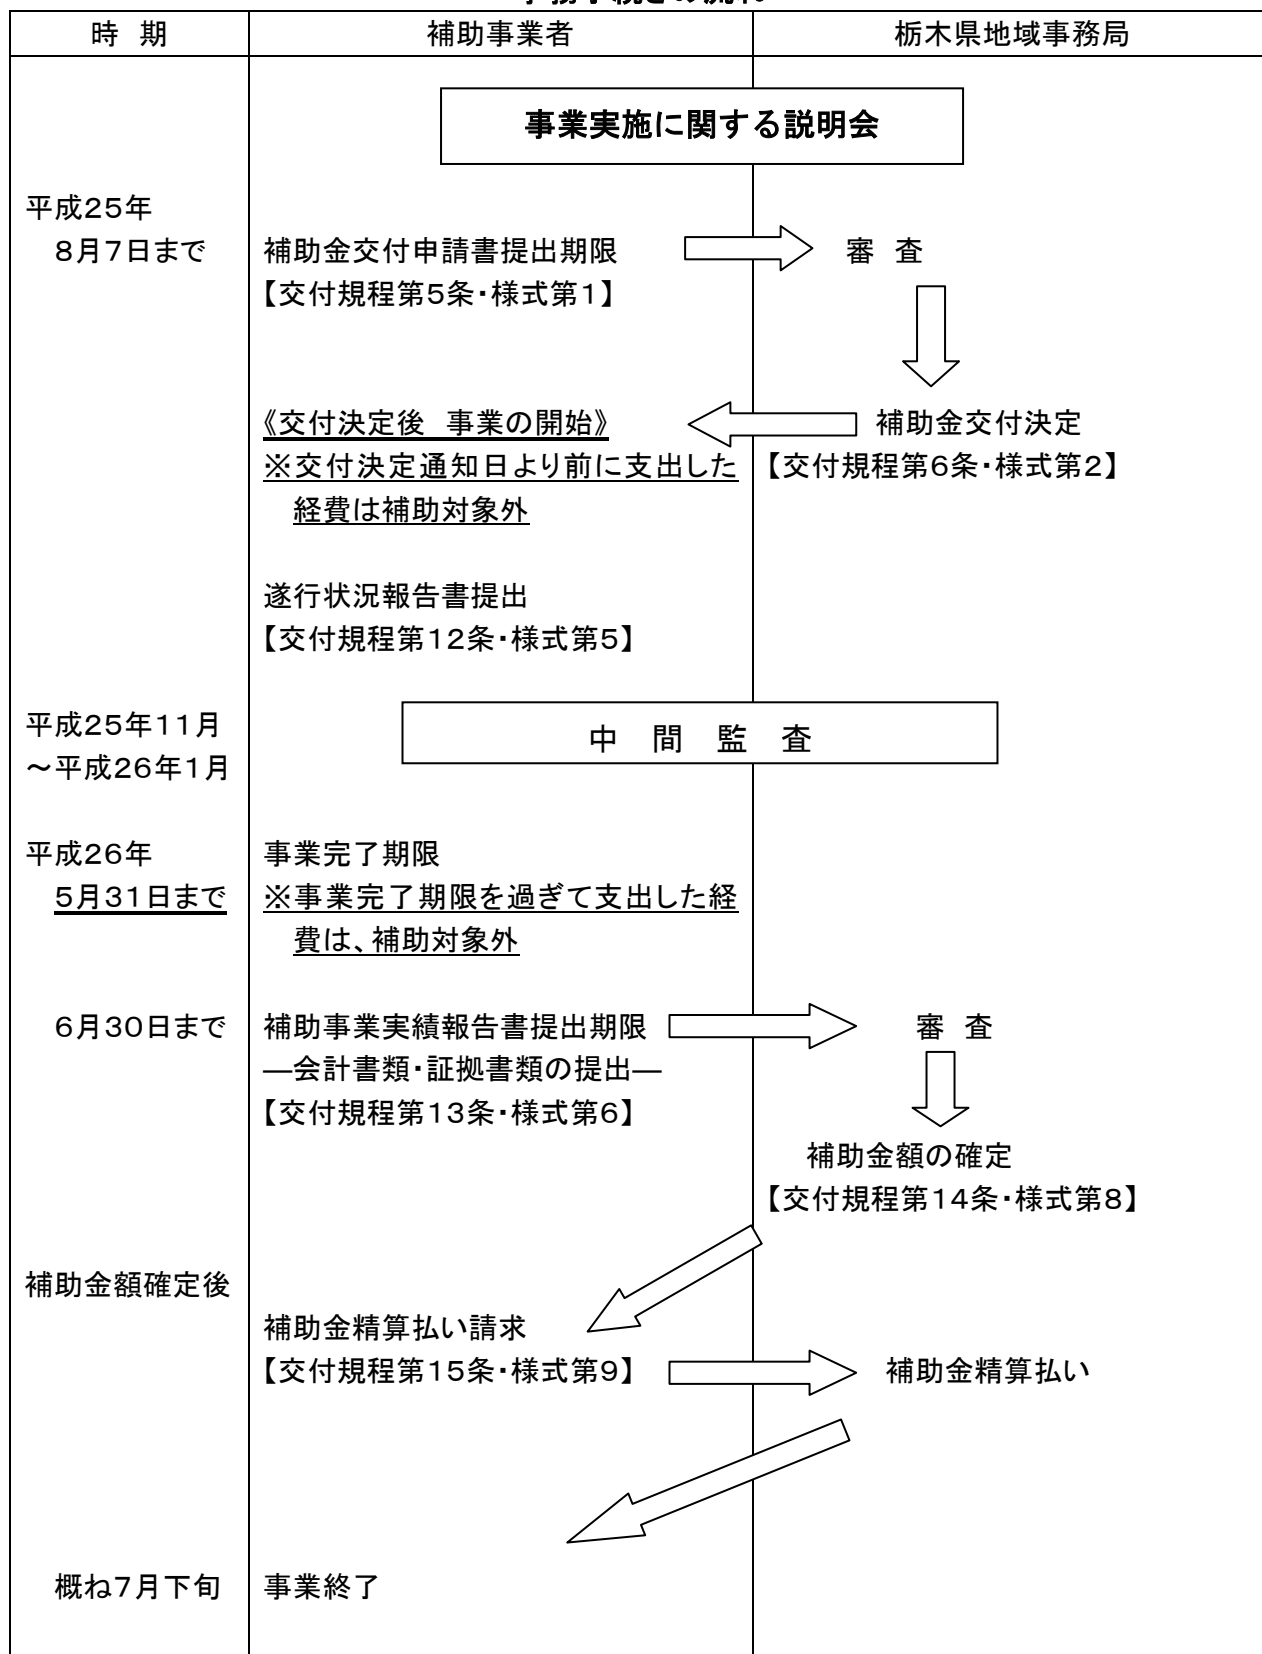 時 期 補助事業者 栃木県地域事務局
事業実施に関する説明会
平成25年
8月7日まで 補助金交付申請書提出期限 審 査
【交付規程第5条・様式第1】
《交付決定後 事業の開始》 補助金交付決定
※交付決定通知日より前に支出した 【交付規程第6条・様式第2】
経費は補助対象外
遂行状況報告書提出
【交付規程第12条・様式第5】
平成25年11月
～平成26年1月
中 間 監 査
平成26年 事業完了期限
5月31日まで ※事業完了期限を過ぎて支出した経
費は、補助対象外
6月30日まで 補助事業実績報告書提出期限 審 査
―会計書類・証拠書類の提出―
【交付規程第13条・様式第6】
補助金額の確定
【交付規程第14条・様式第8】
補助金額確定後
補助金精算払い請求
【交付規程第15条・様式第9】 補助金精算払い
概ね7月下旬 事業終了